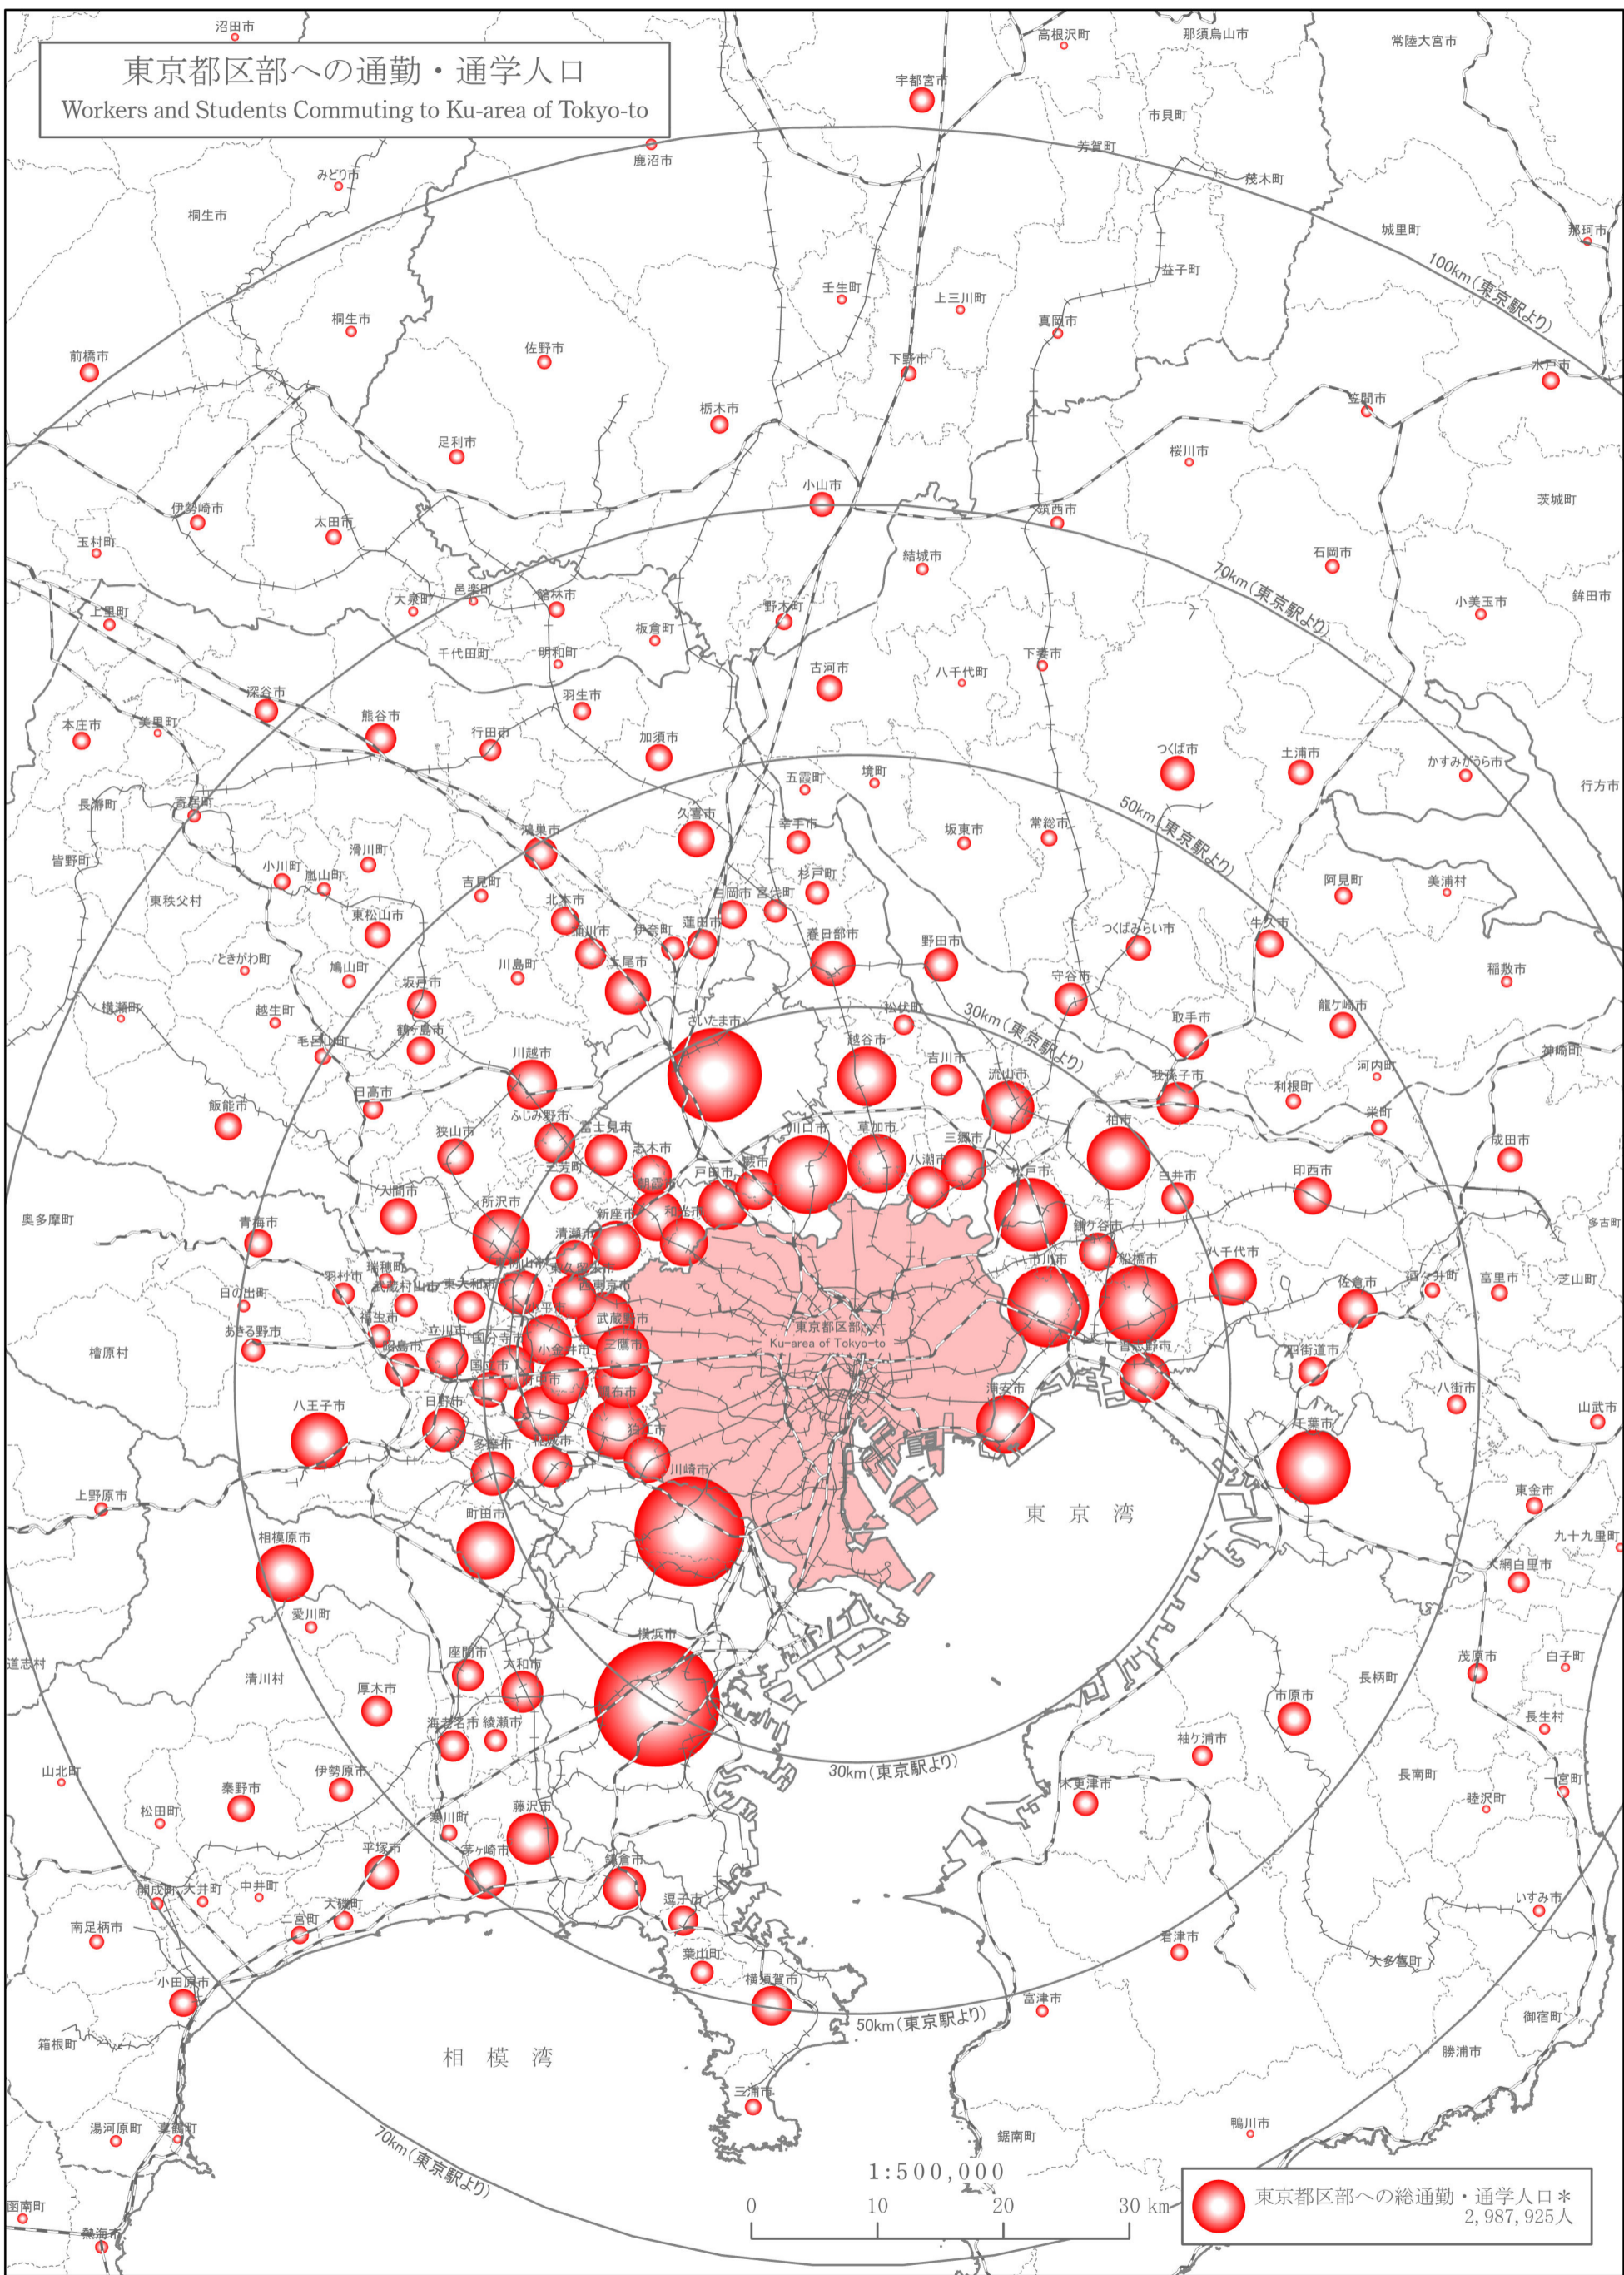 沼田市
高根沢町
那須烏山市
常陸大宮市
東京都区部への通勤・通学人口
Workers and Students Commuting to Ku-area of Tokyo-to
宇都宮市
市貝町
芳賀町
鹿沼市
みどり市
茂木町
桐生市
城里町
那珂市
100km(東京駅より)
益子町
壬生町
上三川町
桐生市
真岡市
佐野市
前橋市
下野市
水戸市
笠間市
栃木市
足利市
桜川市
小山市
茨城町
伊勢崎市
太田市
筑西市
玉村町
結城市
石岡市
70km(東京駅より)
大泉町
邑楽町
館林市
野木町
小美玉市
鉾田市
上里町
板倉町
千代田町
明和町
下妻市
古河市
八千代町
深谷市
羽生市
本庄市
美里町
熊谷市
行田市
加須市
つくば市
土浦市
かすみがうら市
五霞町
境町
行方市
長瀞町
寄居町
50km(東京駅より)
久喜市
幸手市
鴻巣市
坂東市
常総市
皆野町
滑川町
小川町
嵐山町
吉見町
杉戸町
阿見町
美浦村
東秩父村
北本市
白岡市
宮代町
東松山市
桶川市
伊奈町
蓮田市
春日部市
野田市
つくばみらい市
牛久市
ときがわ町
鳩山町
川島町
上尾市
守谷市
稲敷市
坂戸市
横瀬町
越生町
松伏町
30km(東京駅より)
龍ケ崎市
鶴ヶ島市
さいたま市
取手市
毛呂山町
川越市
越谷市
吉川市
流山市
我孫子市
河内町
神崎町
利根町
日高市
飯能市
ふじみ野市
富士見市
川口市
草加市
柏市
栄町
狭山市
志木市
三郷市
成田市
三芳町
戸田市
蕨市
八潮市
松戸市
白井市
印西市
入間市
所沢市
朝霞市
新座市
和光市
奥多摩町
青梅市
清瀬市
鎌ケ谷市
多古町
瑞穂町
東村山市
東久留米市
市川市
船橋市
八千代市
羽村市
武蔵村山市
東大和市
西東京市
佐倉市
酒々井町
富里市
芝山町
日の出町
福生市
小平市
武蔵野市
東京都区部
Ku-area of Tokyo-to
あきる野市
昭島市
立川市
国分寺市
小金井市
三鷹市
習志野市
四街道市
檜原村
国立市
府中市
調布市
浦安市
八街市
八王子市
日野市
狛江市
千葉市
山武市
多摩市
稲城市
川崎市
上野原市
東京湾
東金市
町田市
相模原市
九十九里町
大網白里市
愛川町
横浜市
道志村
座間市
大和市
茂原市
白子町
清川村
長柄町
厚木市
市原市
海老名市
綾瀬市
袖ケ浦市
長生村
山北町
伊勢原市
30km(東京駅より)
長南町
一宮町
秦野市
木更津市
松田町
寒川町
藤沢市
睦沢町
平塚市
茅ヶ崎市
鎌倉市
開成町
大井町
中井町
いすみ市
大磯町
逗子市
南足柄市
二宮町
君津市
葉山町
大多喜町
小田原市
横須賀市
富津市
御宿町
50km(東京駅より)
箱根町
勝浦市
相模湾
三浦市
湯河原町
真鶴町
鴨川市
鋸南町
70km(東京駅より)
1:500,000
0 10 20 30 km
東京都区部への総通勤・通学人口＊
2,987,925人
函南町
熱海市